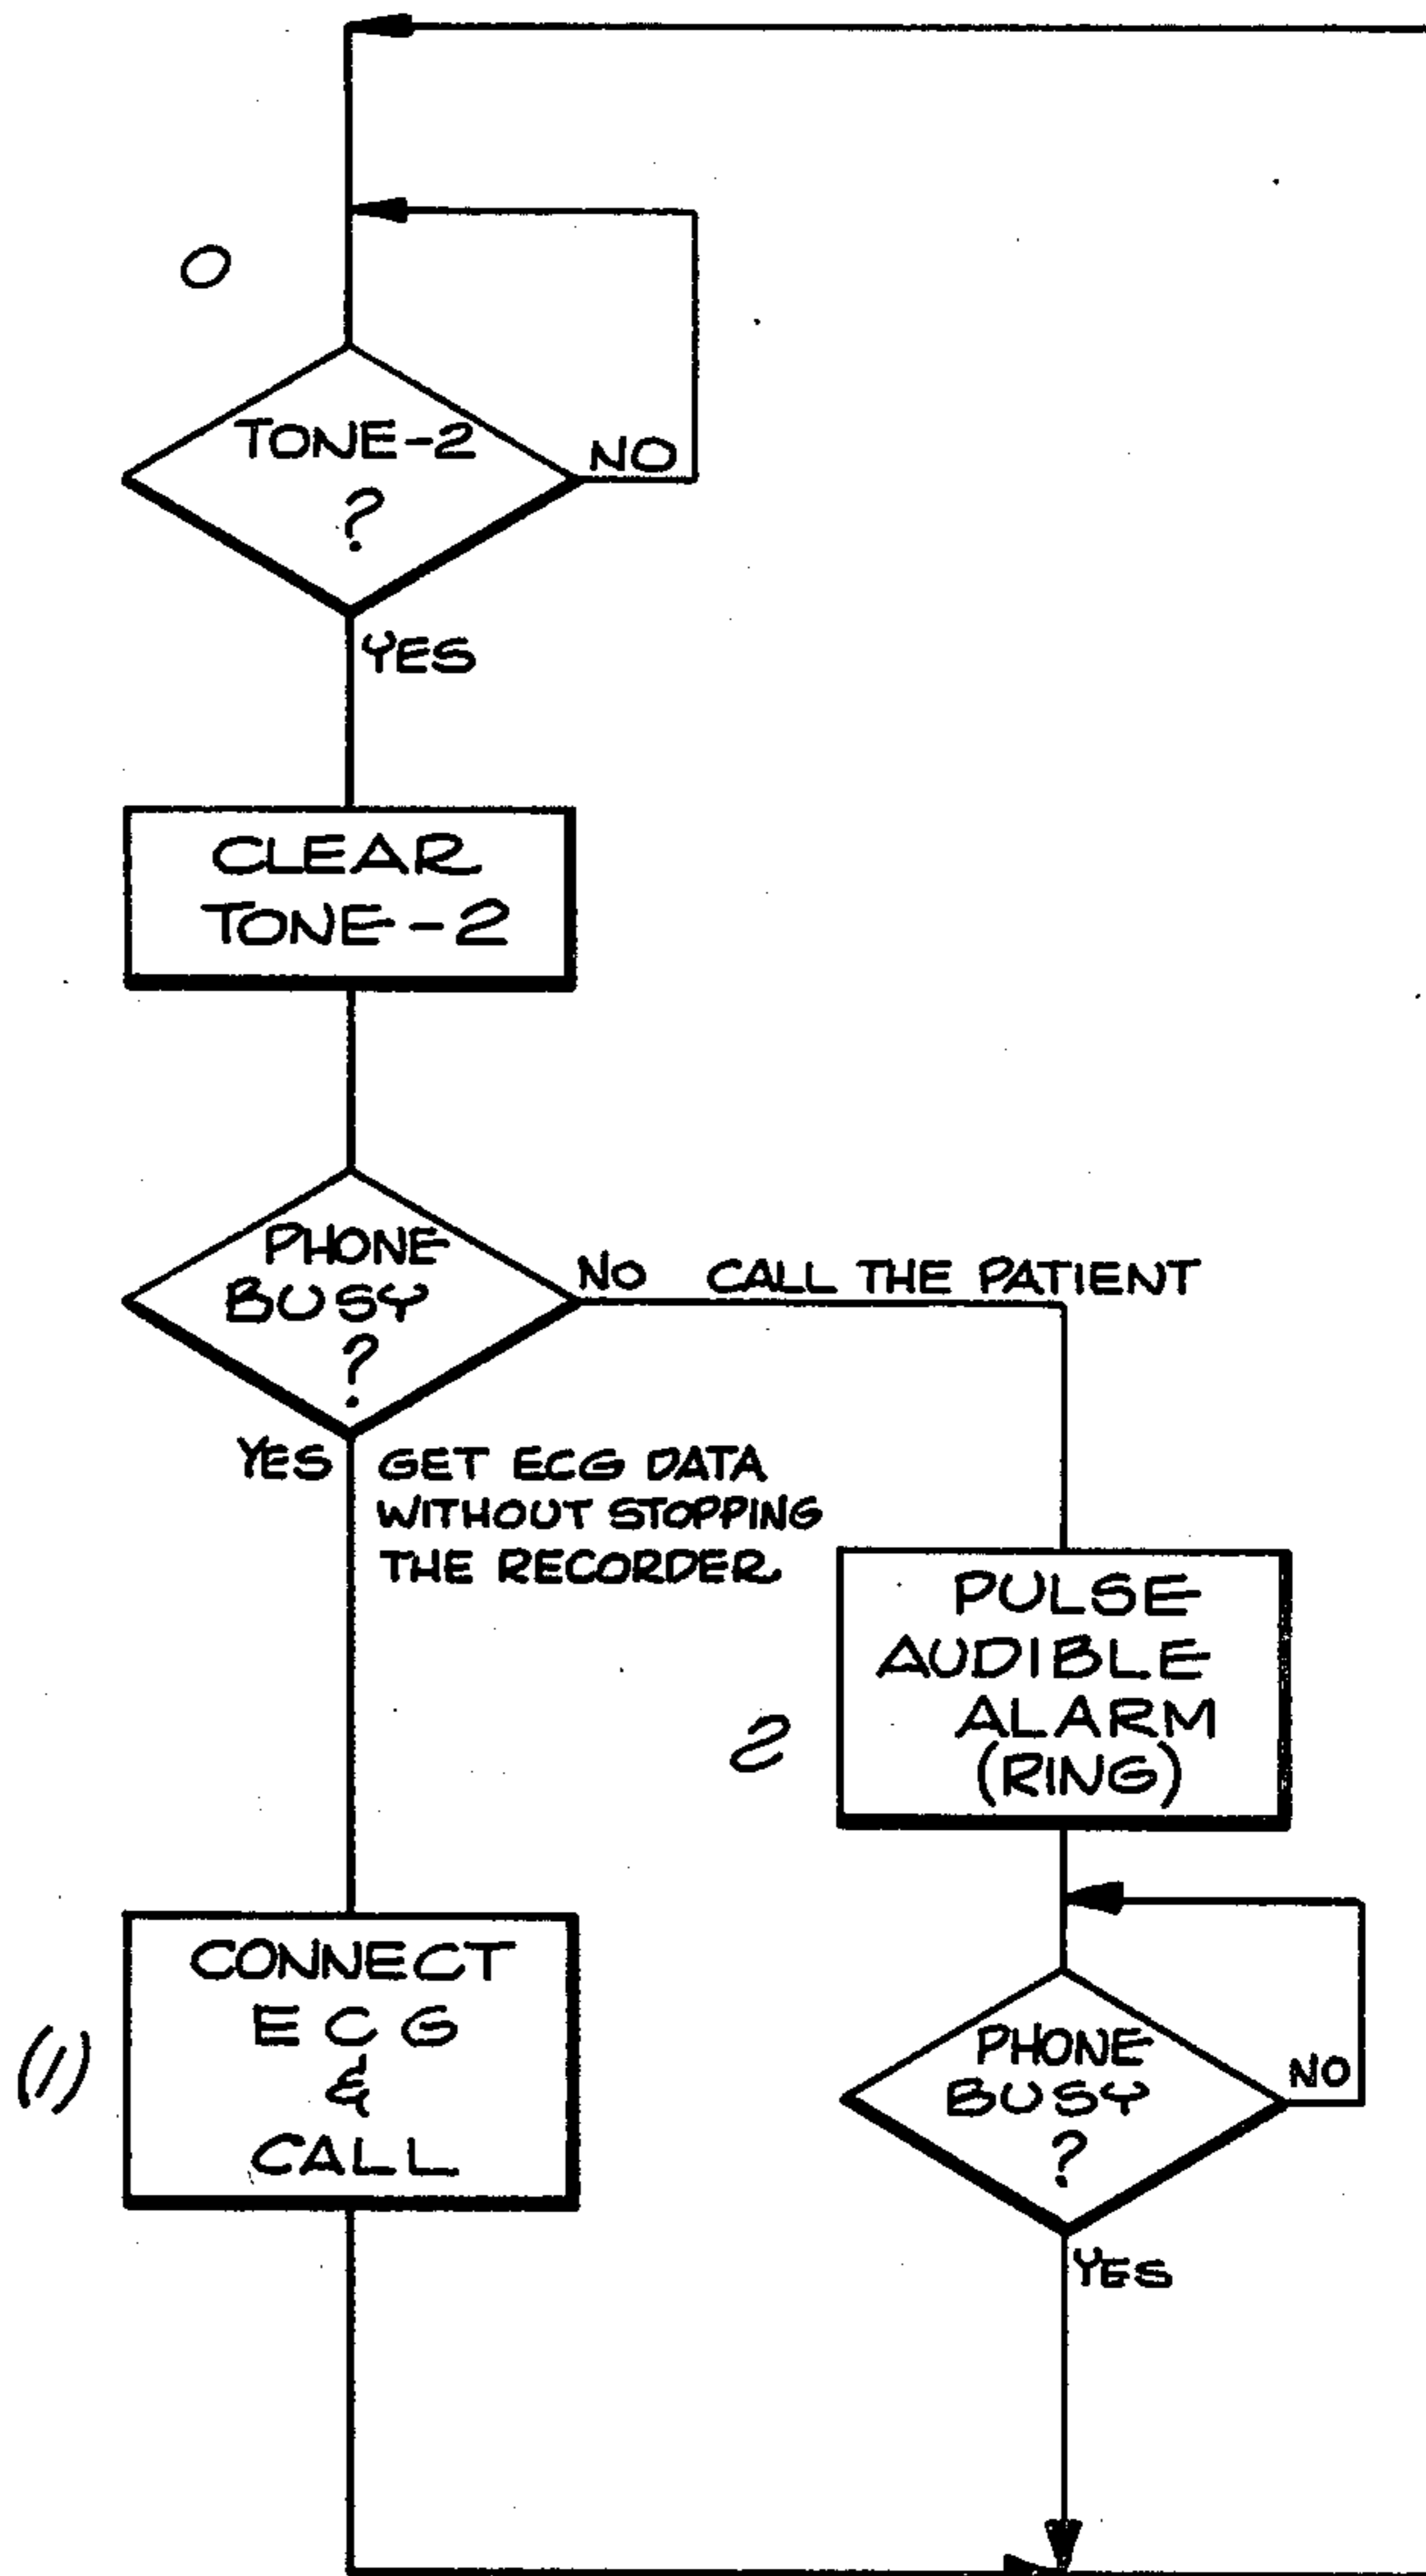 0
TONE-2
?
NO
YES
CLEAR
TONE-2
PHONE
BUSY
?
NO CALL THE PATIENT
YES GET ECG DATA
WITHOUT STOPPING
THE RECORDER
PULSE
AUDIBLE
ALARM
(RING)
2
CONNECT
ECG
&
CALL
(1)
PHONE
BUSY
?
NO
YES